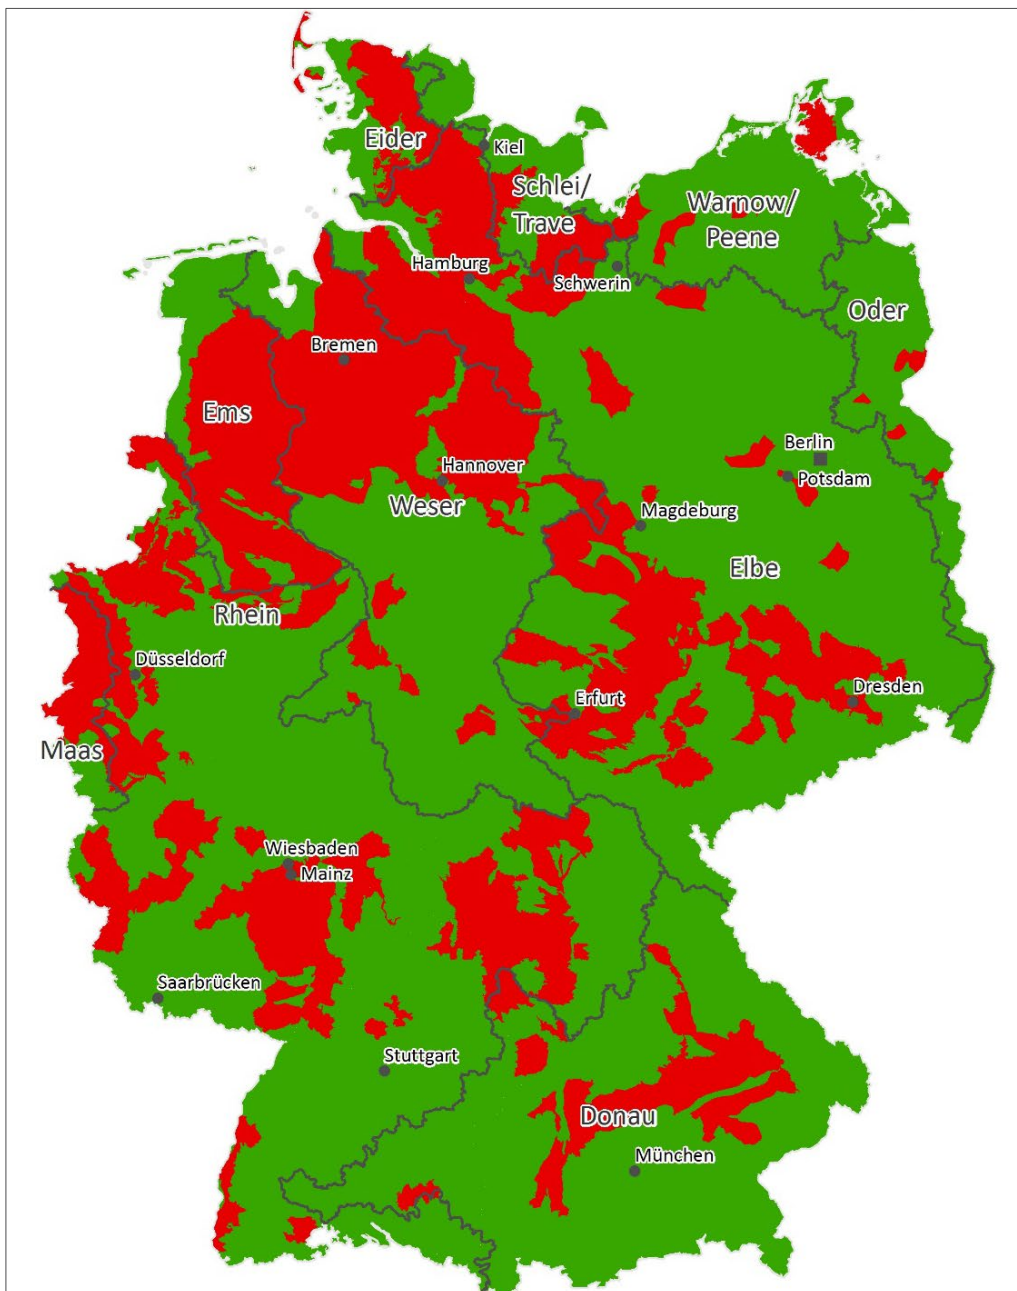 Eider
Kiel
Schlei/
Trave
Warnow/
Peene
Hamburg
Schwerin
Oder
Bremen
Ems
Berlin
Hannover
Potsdam
Weser
Magdeburg
Elbe
Rhein
Düsseldorf
Dresden
Erfurt
Maas
Wiesbaden
Mainz
Saarbrücken
Stuttgart
Donau
München